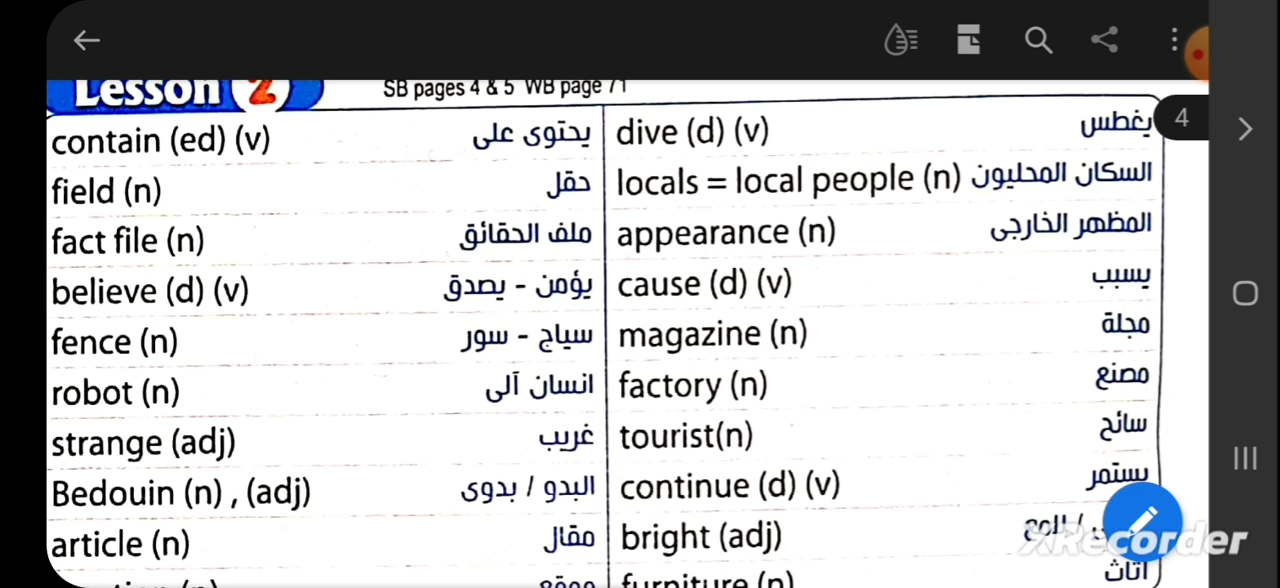 Lesson 2
SB pages 4 & 5 WB page 71
4
contain (ed) (v) يحتوى على
dive (d) (v) يغطس
field (n) حقل
locals = local people (n) السكان المحليون
fact file (n) ملف الحقائق
appearance (n) المظهر الخارجى
believe (d) (v) يؤمن - يصدق
cause (d) (v) يسبب
fence (n) سياج - سور
magazine (n) مجلة
robot (n) انسان آلى
factory (n) مصنع
strange (adj) غريب
tourist(n) سائح
Bedouin (n) , (adj) البدو / بدوى
continue (d) (v) يستمر
article (n) مقال
bright (adj)
furniture (n) أثاث
XRecorder